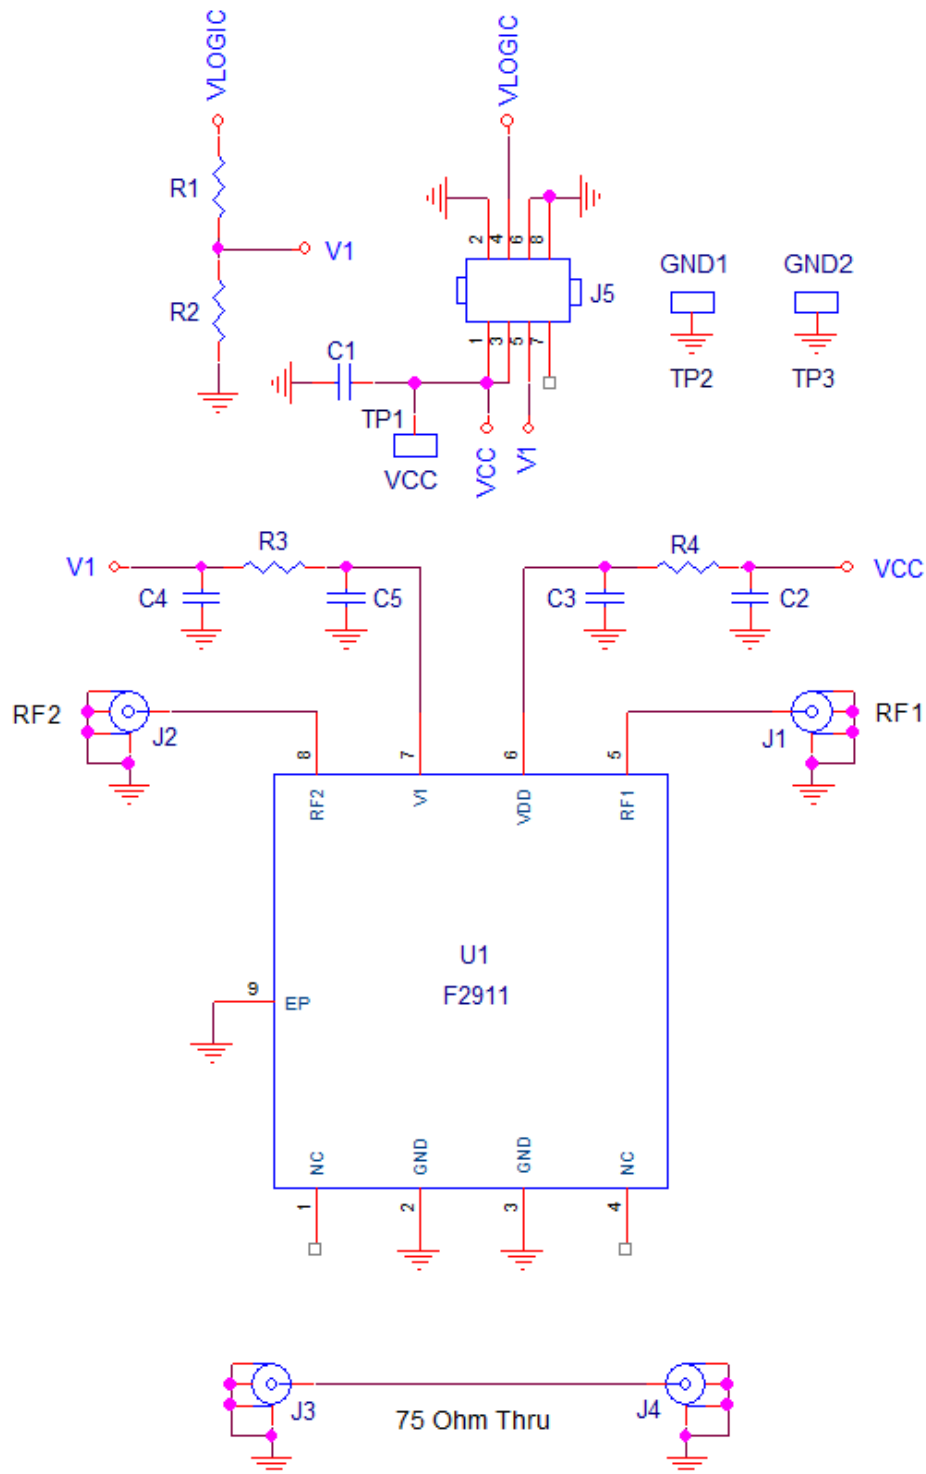 VLOGIC
VLOGIC
R1
V1
R2
2
4
6
8
J5
1
3
5
7
GND1
TP2
GND2
TP3
C1
TP1
VCC
VCC
V1
V1
R3
C4
C5
R4
VCC
C3
C2
RF2
J2
J1
RF1
8
7
6
5
RF2
V1
VDD
RF1
U1
F2911
9
EP
NC
GND
GND
NC
1
2
3
4
J3
75 Ohm Thru
J4